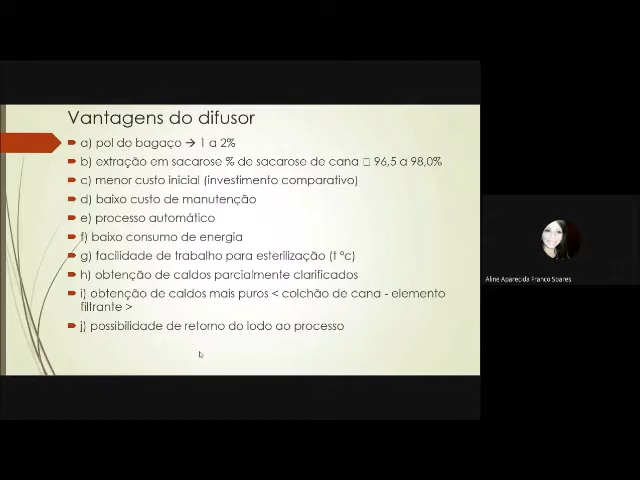 Vantagens do difusor
a) pol do bagaço → 1 a 2%
b) extração em sacarose % de sacarose de cana □ 96,5 a 98,0%
c) menor custo inicial (investimento comparativo)
d) baixo custo de manutenção
e) processo automático
f) baixo consumo de energia
g) facilidade de trabalho para esterilização (t °c)
h) obtenção de caldos parcialmente clarificados
i) obtenção de caldos mais puros < colchão de cana - elemento
filtrante >
j) possibilidade de retorno do lodo ao processo
Aline Aparecida Franco Soares